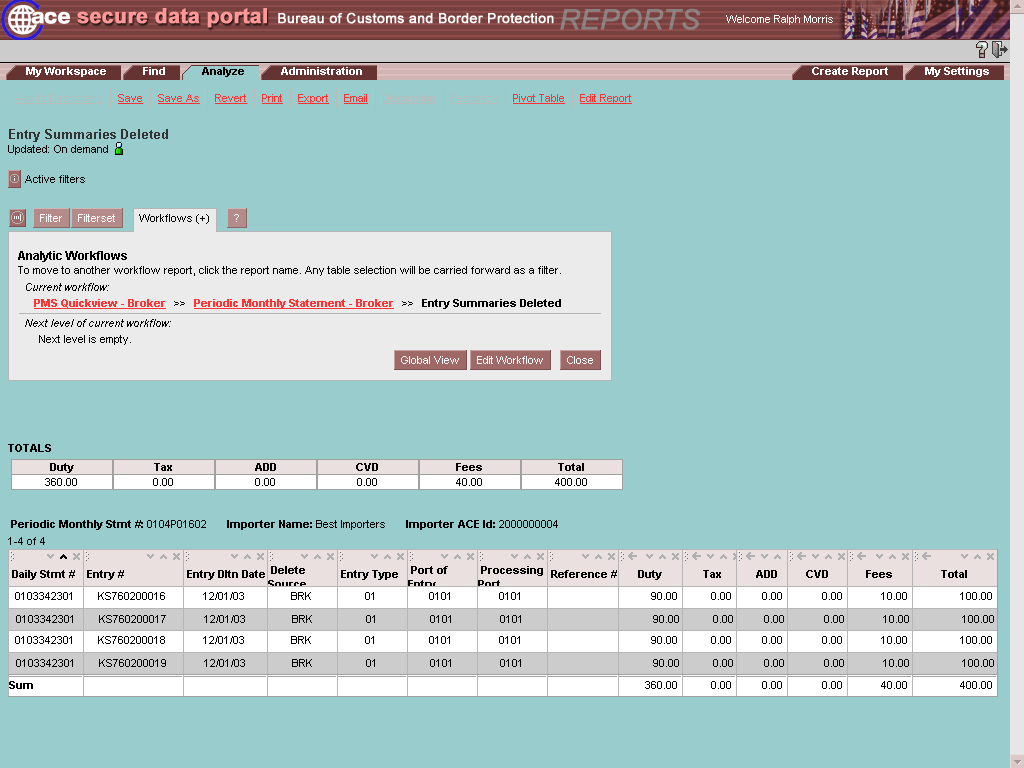 ace secure data portal Bureau of Customs and Border Protection REPORTS Welcome Ralph Morris
?
My Workspace Find Analyze Administration Create Report My Settings
Save Save As Revert Print Export Email Pivot Table Edit Report
Entry Summaries Deleted
Updated: On demand
Active filters
Filter Filterset Workflows (+) ?
Analytic Workflows
To move to another workflow report, click the report name. Any table selection will be carried forward as a filter.
Current workflow:
PMS Quickview - Broker >> Periodic Monthly Statement - Broker >> Entry Summaries Deleted
Next level of current workflow:
Next level is empty.
Global View Edit Workflow Close
TOTALS
Duty Tax ADD CVD Fees Total
360.00 0.00 0.00 0.00 40.00 400.00
Periodic Monthly Stmt #: 0104P01602 Importer Name: Best Importers Importer ACE Id: 2000000004
1-4 of 4
Daily Stmt # Entry # Entry Dltn Date Delete Source Entry Type Port of Entry Processing Port Reference # Duty Tax ADD CVD Fees Total
0103342301 KS760200016 12/01/03 BRK 01 0101 0101 90.00 0.00 0.00 0.00 10.00 100.00
0103342301 KS760200017 12/01/03 BRK 01 0101 0101 90.00 0.00 0.00 0.00 10.00 100.00
0103342301 KS760200018 12/01/03 BRK 01 0101 0101 90.00 0.00 0.00 0.00 10.00 100.00
0103342301 KS760200019 12/01/03 BRK 01 0101 0101 90.00 0.00 0.00 0.00 10.00 100.00
Sum 360.00 0.00 0.00 0.00 40.00 400.00